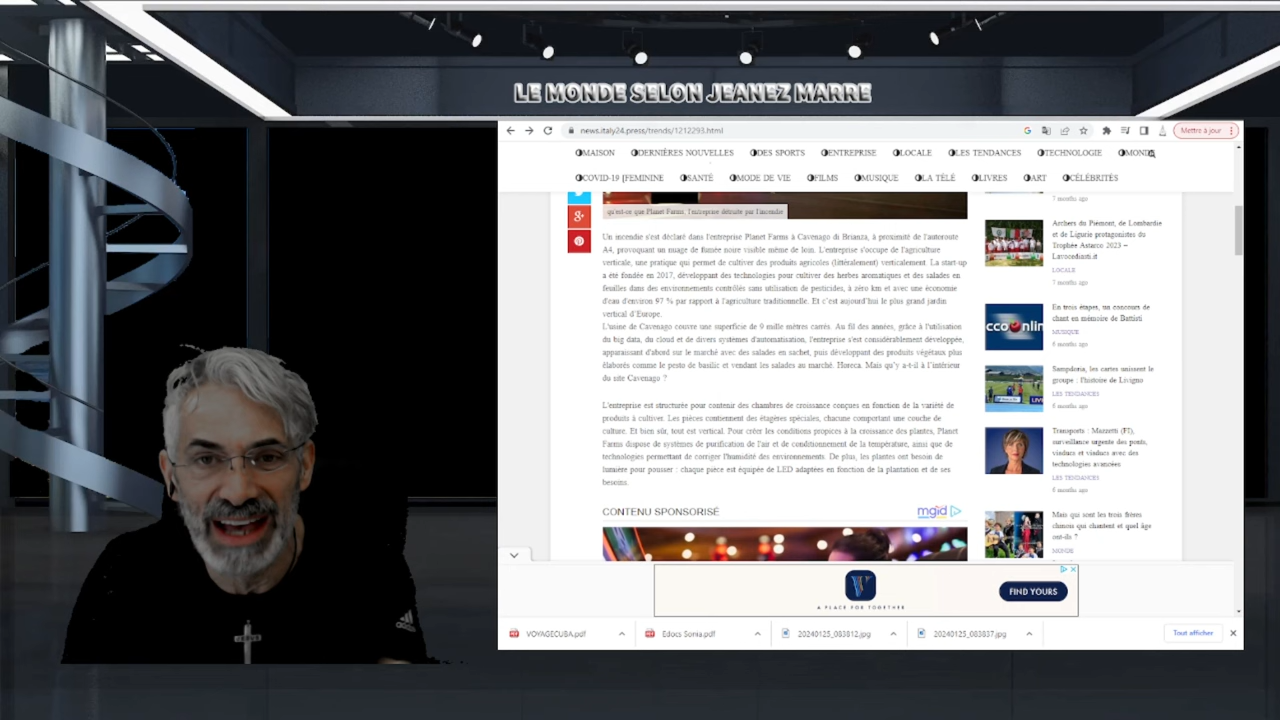 LE MONDE SELON JEANEZ MARRE
news.italy24.press/trends/1212293.html
Mettre à jour
MAISON
DERNIÈRES NOUVELLES
DES SPORTS
ENTREPRISE
LOCALE
LES TENDANCES
TECHNOLOGIE
MONDE
COVID-19 [FEMININE
SANTÉ
MODE DE VIE
FILMS
MUSIQUE
LA TÉLÉ
LIVRES
ART
CÉLÉBRITÉS
qu'est-ce que Planet Farms, l'entreprise détruite par l'incendie
Un incendie s'est déclaré dans l'entreprise Planet Farms à Cavenago di Brianza, à proximité de l'autoroute
A4, provoquant un nuage de fumée noire visible même de loin. L'entreprise s'occupe de l'agriculture
verticale, une pratique qui permet de cultiver des produits agricoles (littéralement) verticalement. La start-up
a été fondée en 2017, développant des technologies pour cultiver des herbes aromatiques et des salades en
feuilles dans des environnements contrôlés sans utilisation de pesticides, à zéro km et avec une économie
d'eau d'environ 97 % par rapport à l'agriculture traditionnelle. Et c'est aujourd'hui le plus grand jardin
vertical d'Europe.
L'usine de Cavenago couvre une superficie de 9 mille mètres carrés. Au fil des années, grâce à l'utilisation
du big data, du cloud et de divers systèmes d'automatisation, l'entreprise s'est considérablement développée,
apparaissant d'abord sur le marché avec des salades en sachet, puis développant des produits végétaux plus
élaborés comme le pesto de basilic et vendant les salades au marché. Horeca. Mais qu'y a-t-il à l'intérieur
du site Cavenago ?
L'entreprise est structurée pour contenir des chambres de croissance conçues en fonction de la variété de
produits à cultiver. Les pièces contiennent des étagères spéciales, chacune comportant une couche de
culture. Et bien sûr, tout est vertical. Pour créer les conditions propices à la croissance des plantes, Planet
Farms dispose de systèmes de purification de l'air et de conditionnement de la température, ainsi que de
technologies permettant de corriger l'humidité des environnements. De plus, les plantes ont besoin de
lumière pour pousser : chaque pièce est équipée de LED adaptées en fonction de la plantation et de ses
besoins.
CONTENU SPONSORISÉ
mgid
7 months ago
Archers du Piémont, de Lombardie
et de Ligurie protagonistes du
Trophée Astarco 2023 –
Lavocediasti.it
LOCALE
7 months ago
cconlin
En trois étapes, un concours de
chant en mémoire de Battisti
MUSIQUE
6 months ago
Sampdoria, les cartes unissent le
groupe : l'histoire de Livigno
LES TENDANCES
6 months ago
Transports : Mazzetti (FI),
surveillance urgente des ponts,
viaducs et viaducs avec des
technologies avancées
LES TENDANCES
6 months ago
Mais qui sont les trois frères
chinois qui chantent et quel âge
ont-ils ?
MONDE
A PLACE FOR TOGETHER
FIND YOURS
VOYAGECUBA.pdf
Edocs Sonia.pdf
20240125_083812.jpg
20240125_083837.jpg
Tout afficher